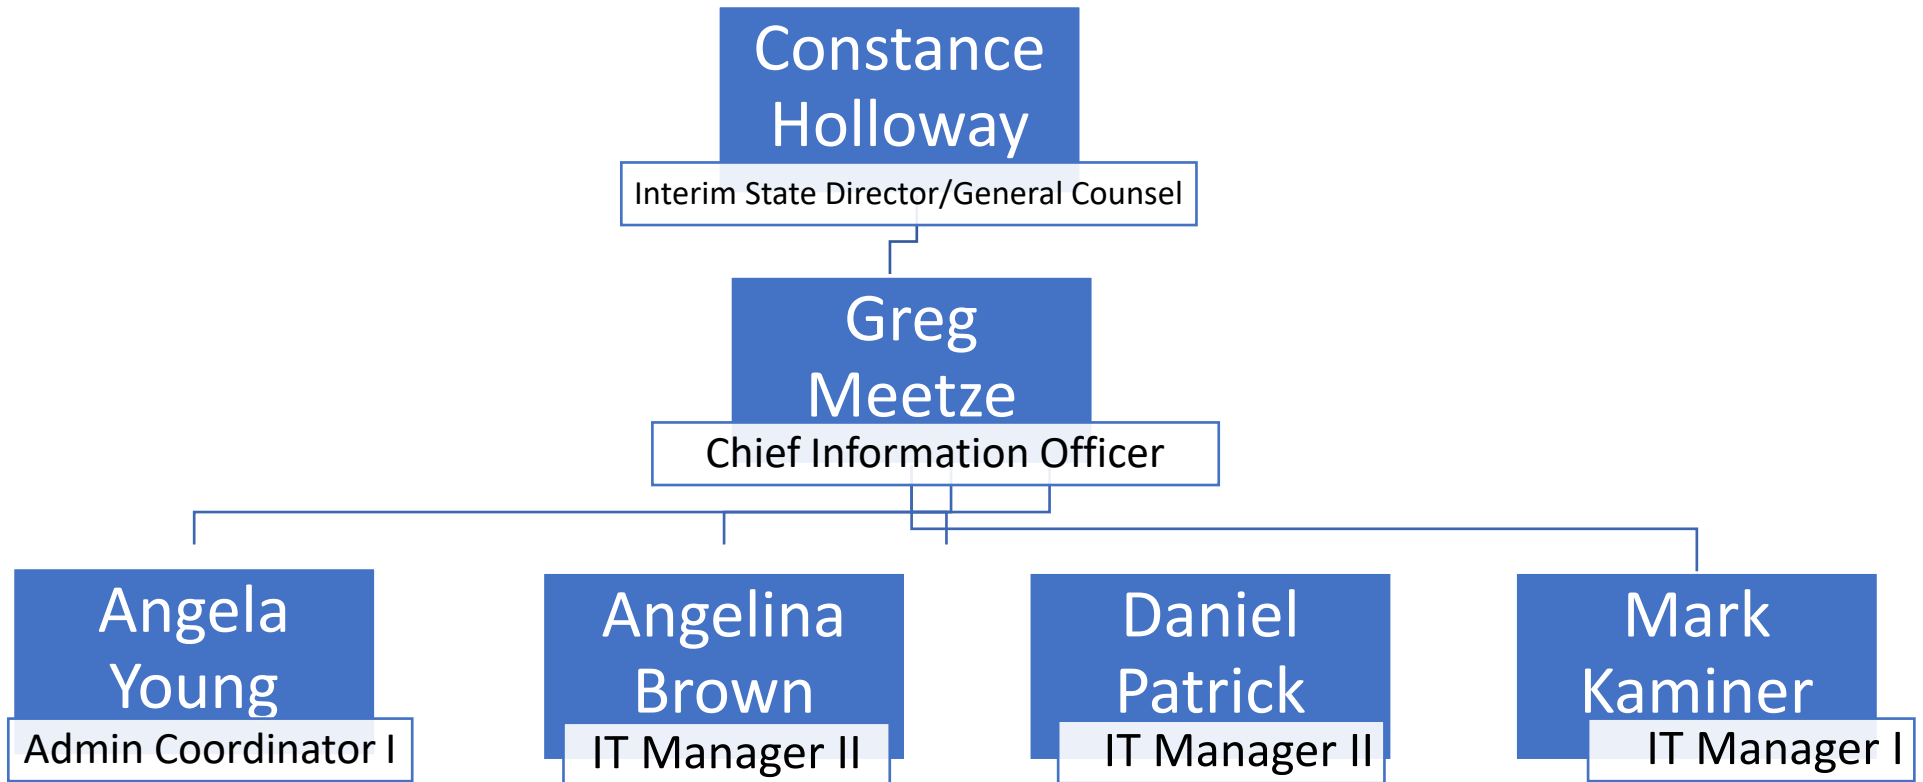 Constance
Holloway
Interim State Director/General Counsel
Greg
Meetze
Chief Information Officer
Angela
Young
Admin Coordinator I
Angelina
Brown
IT Manager II
Daniel
Patrick
IT Manager II
Mark
Kaminer
IT Manager I